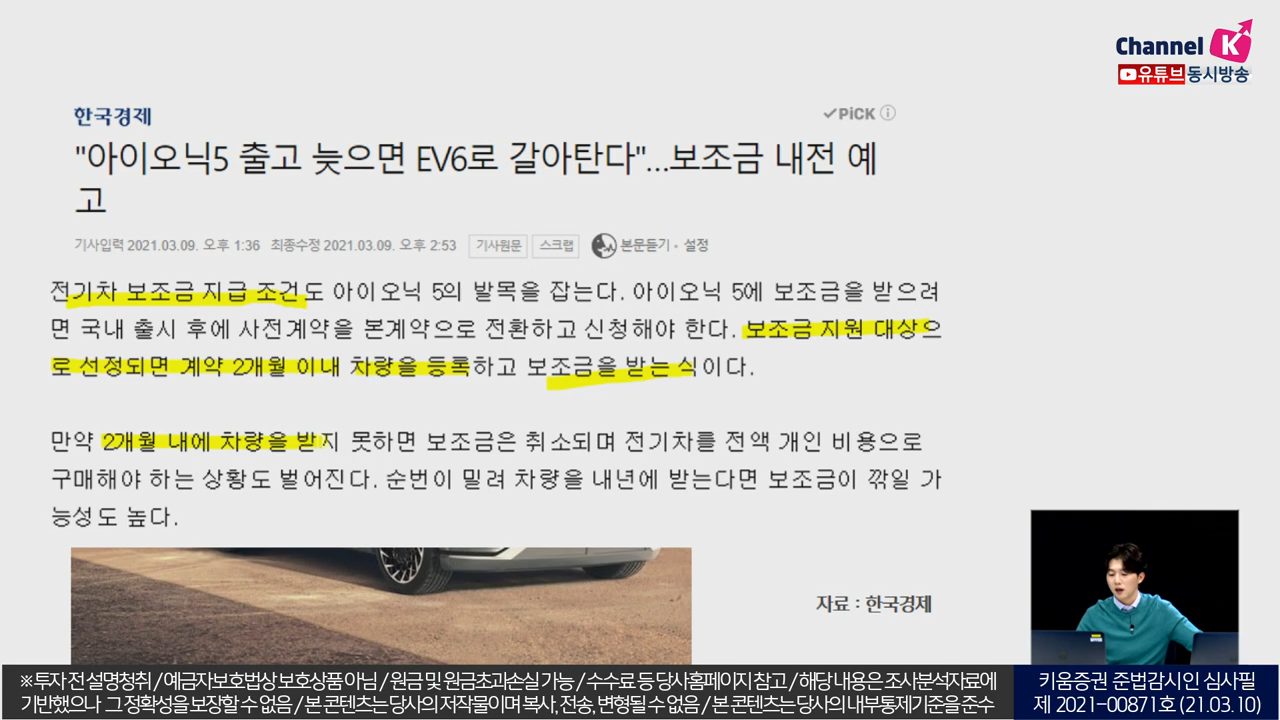 Channel K
유튜브 동시방송
한국경제
✓PiCK ⓘ
"아이오닉5 출고 늦으면 EV6로 갈아탄다"...보조금 내전 예
고
기사입력 2021.03.09. 오후 1:36 최종수정 2021.03.09. 오후 2:53 기사원문 스크랩 본문듣기 · 설정
전기차 보조금 지급 조건도 아이오닉 5의 발목을 잡는다. 아이오닉 5에 보조금을 받으려
면 국내 출시 후에 사전계약을 본계약으로 전환하고 신청해야 한다. 보조금 지원 대상으
로 선정되면 계약 2개월 이내 차량을 등록하고 보조금을 받는 식이다.
만약 2개월 내에 차량을 받지 못하면 보조금은 취소되며 전기차를 전액 개인 비용으로
구매해야 하는 상황도 벌어진다. 순번이 밀려 차량을 내년에 받는다면 보조금이 깎일 가
능성도 높다.
자료 : 한국경제
※ 투자 전 설명청취 / 예금자보호법상 보호상품 아님 / 원금 및 원금초과손실 가능 / 수수료 등 당사홈페이지 참고 / 해당 내용은 조사분석자료에
기반했으나 그 정확성을 보장할 수 없음 / 본 콘텐츠는 당사의 저작물이며 복사, 전송, 변형될 수 없음 / 본 콘텐츠는 당사의 내부통제기준을 준수
키움증권 준법감시인 심사필
제 2021-00871호 (21.03.10)